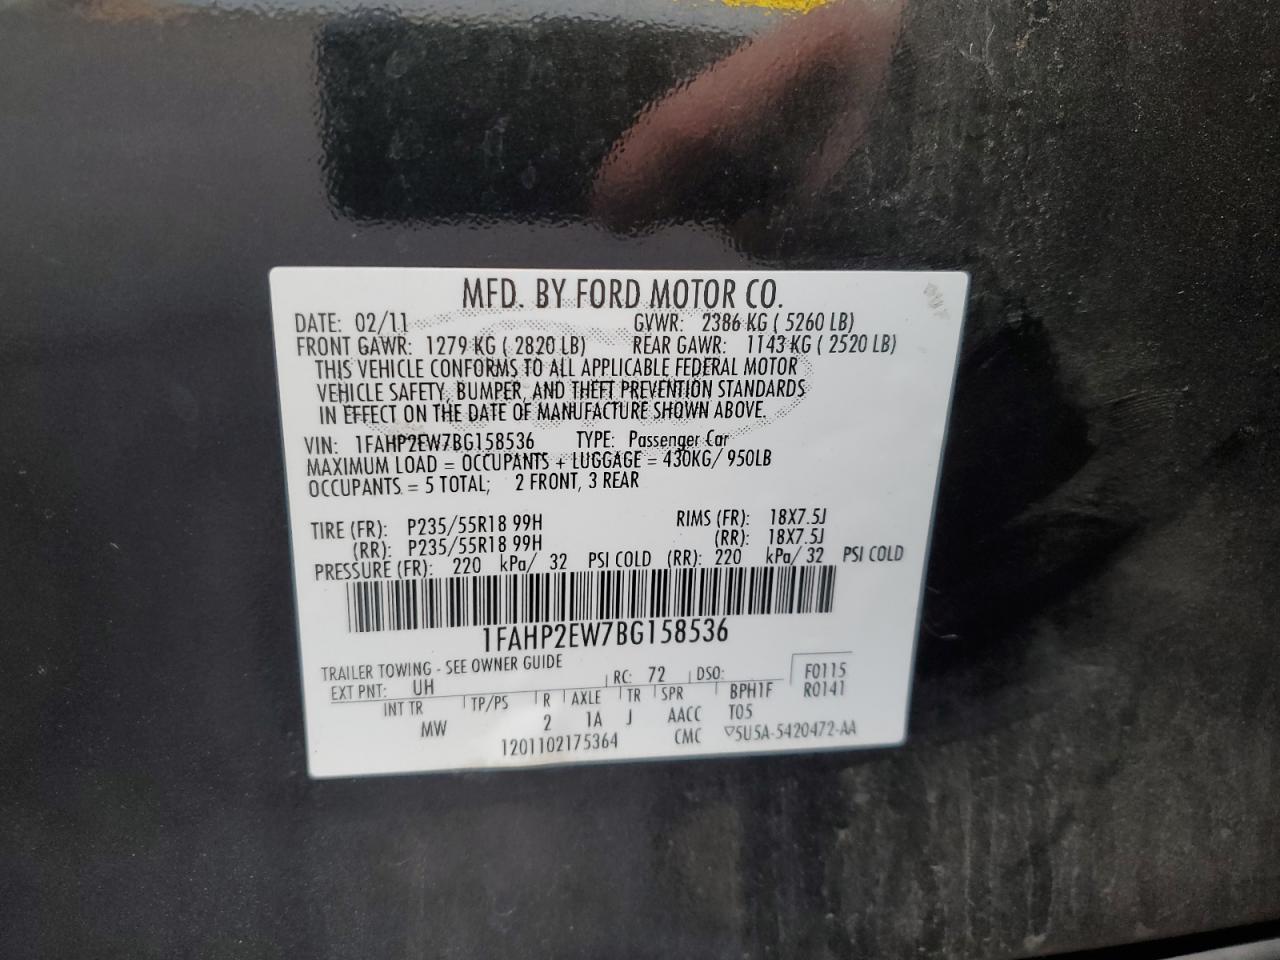 MFD. BY FORD MOTOR CO.
DATE: 02/11 GVWR: 2386 KG ( 5260 LB)
FRONT GAWR: 1279 KG ( 2820 LB) REAR GAWR: 1143 KG ( 2520 LB)
THIS VEHICLE CONFORMS TO ALL APPLICABLE FEDERAL MOTOR
VEHICLE SAFETY, BUMPER, AND THEFT PREVENTION STANDARDS
IN EFFECT ON THE DATE OF MANUFACTURE SHOWN ABOVE.
VIN: 1FAHP2EW7BG158536 TYPE: Passenger Car
MAXIMUM LOAD = OCCUPANTS + LUGGAGE = 430KG/ 950LB
OCCUPANTS = 5 TOTAL; 2 FRONT, 3 REAR
TIRE (FR): P235/55R18 99H RIMS (FR): 18X7.5J
(RR): P235/55R18 99H (RR): 18X7.5J
PRESSURE (FR): 220 kPa/ 32 PSI COLD (RR): 220 kPa/ 32 PSI COLD
1FAHP2EW7BG158536
TRAILER TOWING - SEE OWNER GUIDE
EXT PNT: UH RC: 72 DSO: F0115
INT TR TP/PS R AXLE TR SPR BPH1F R0141
MW 2 1A J AACC T05
1201102175364 CMC ▽5U5A-5420472-AA